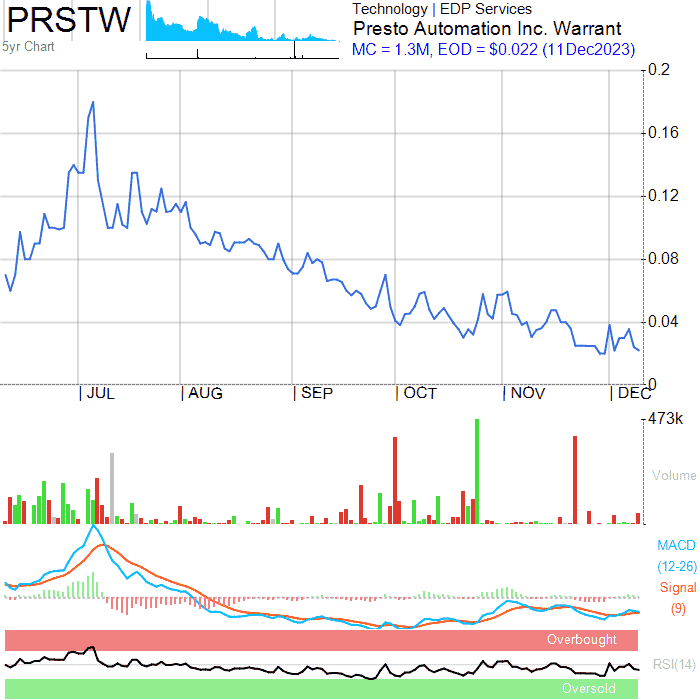 PRSTW
5yr Chart
Technology | EDP Services
Presto Automation Inc. Warrant
MC = 1.3M, EOD = $0.022 (11Dec2023)
0.2
0.16
0.12
0.08
0.04
0
JUL
AUG
SEP
OCT
NOV
DEC
473k
Volume
MACD
(12-26)
Signal
(9)
Overbought
RSI(14)
Oversold